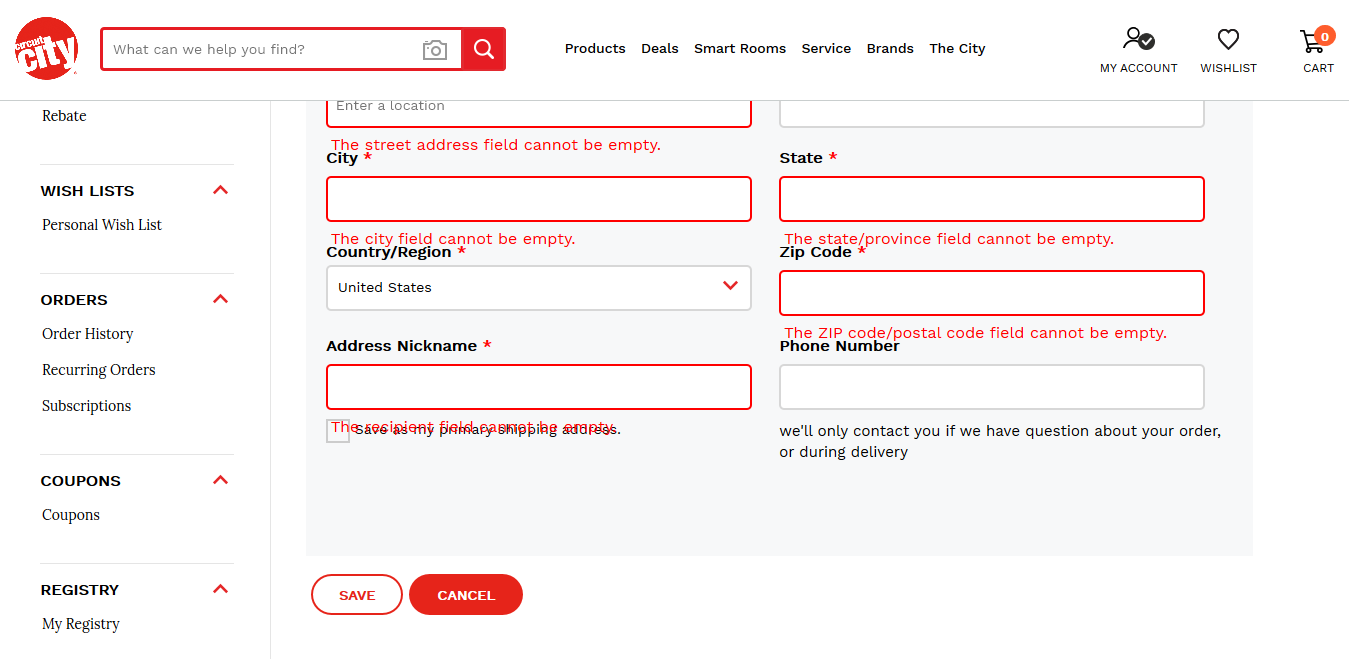 circuit city
What can we help you find?
Products
Deals
Smart Rooms
Service
Brands
The City
MY ACCOUNT
WISHLIST
0
CART
Rebate
WISH LISTS
Personal Wish List
ORDERS
Order History
Recurring Orders
Subscriptions
COUPONS
Coupons
REGISTRY
My Registry
Enter a location
The street address field cannot be empty.
City *
State *
The city field cannot be empty.
The state/province field cannot be empty.
Country/Region *
Zip Code *
United States
The ZIP code/postal code field cannot be empty.
Address Nickname *
Phone Number
The recipient field cannot be empty.
Save as my primary shipping address.
we'll only contact you if we have question about your order,
or during delivery
SAVE
CANCEL